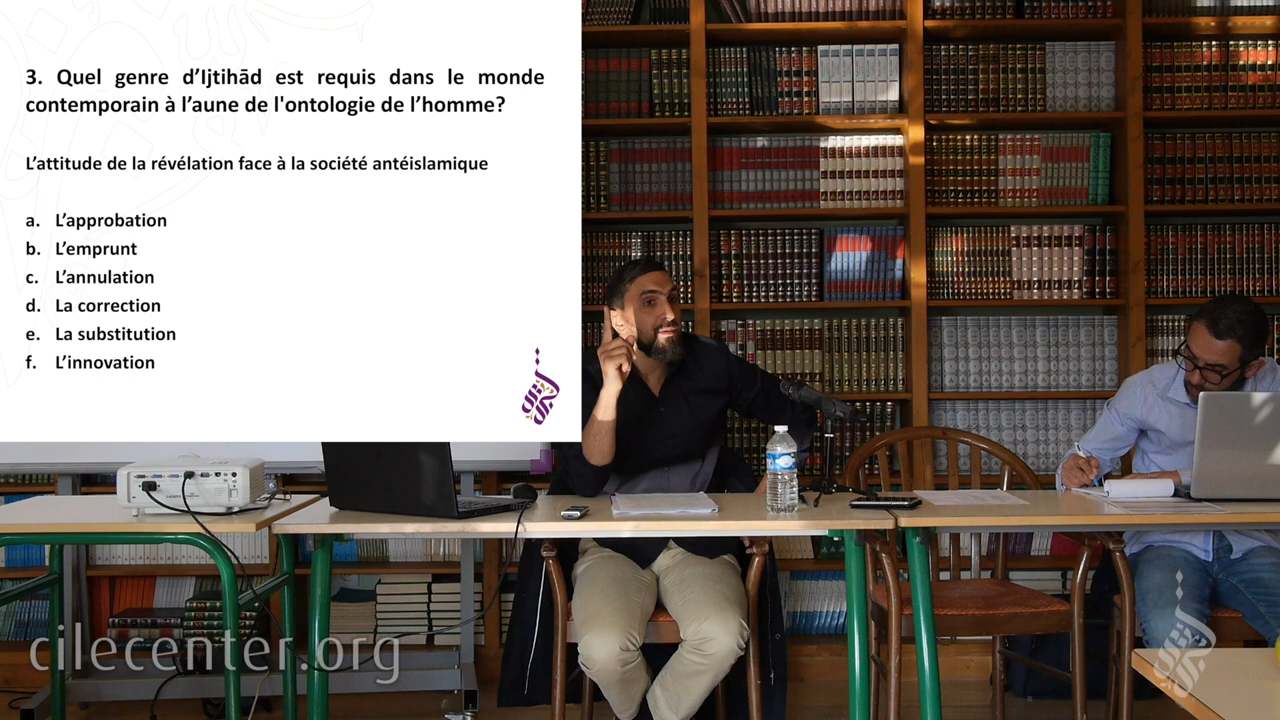 3. Quel genre d’Ijtihād est requis dans le monde
contemporain à l’aune de l'ontologie de l’homme?
L’attitude de la révélation face à la société antéislamique
a. L’approbation
b. L’emprunt
c. L’annulation
d. La correction
e. La substitution
f. L’innovation
cilecenter.org